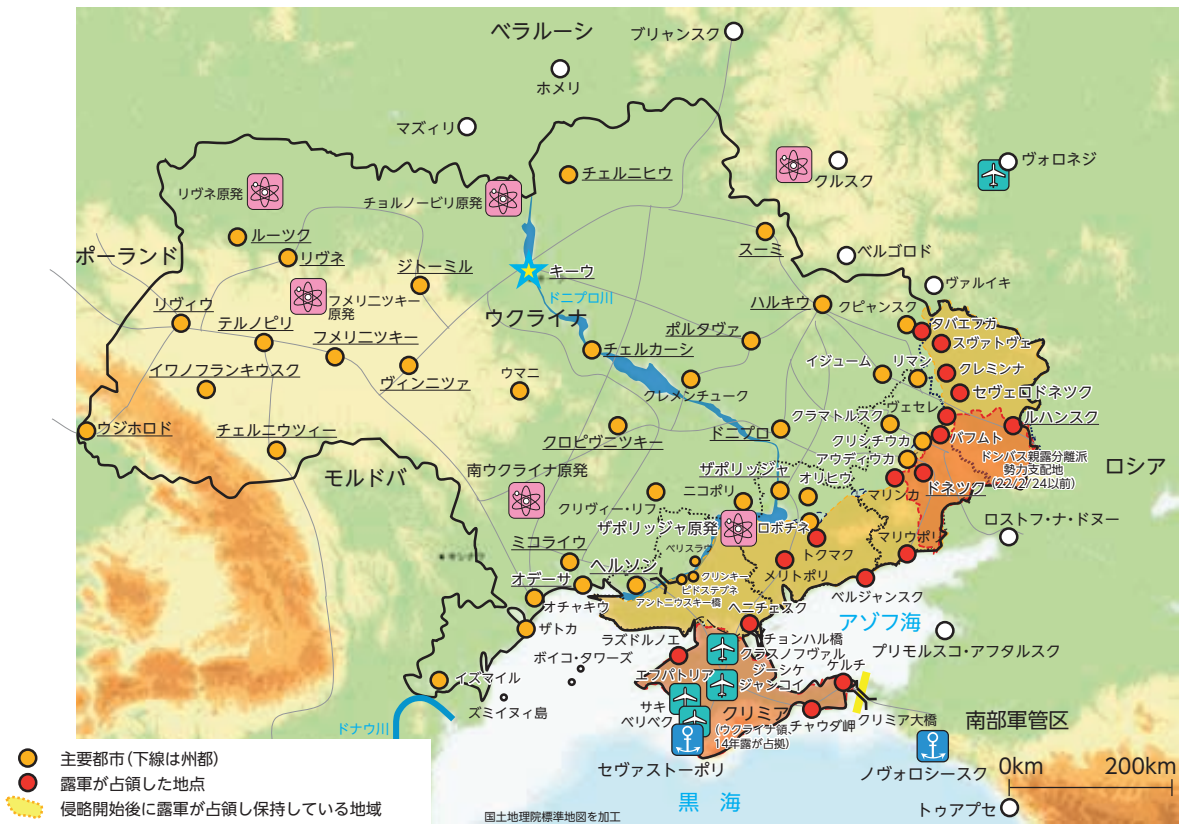 ベラルーシ
ブリャンスク
ホメリ
マズィリ
クルスク
ヴォロネジ
チェルニヒウ
リヴネ原発
チョルノービリ原発
ルーツク
スーミ
ベルゴロド
ポーランド
リヴネ
ジトーミル
キーウ
ヴァルイキ
リヴィウ
フメリニツキー
原発
ドニプロ川
ハルキウ
クピャンスク
テルノピリ
フメリニツキー
ウクライナ
ポルタヴァ
タバエフカ
スヴァトヴェ
イワノフランキウスク
ヴィンニツァ
チェルカーシ
イジューム
リマン
クレミンナ
ウマニ
クレメンチューク
セヴェロドネツク
ウジホロド
チェルニウツィー
クロピヴニツキー
ドニプロ
クラマトルスク
ヴェセレ
ルハンスク
クリシチウカ
バフムト
アウディウカ
ドンバス親露分離派
勢力支配地
(22/2/24以前)
ロシア
モルドバ
南ウクライナ原発
ザポリッジャ
オリヒウ
マリンカ
ドネツク
クリヴィー・リフ
ニコポリ
ザポリッジャ原発
ロボチネ
ロストフ・ナ・ドヌー
ミコライウ
ベリスラウ
トクマク
マリウポリ
オデーサ
ヘルソン
クリンキー
ビドステプネ
メリトポリ
オチャキウ
アントニウスキー橋
ヘニチェスク
ベルジャンスク
ザトカ
ラズドルノエ
チョンハル橋
アゾフ海
プリモルスコ・アフタルスク
ボイコ・タワーズ
クラスノフヴァル
イズマイル
エフパトリア
ジーシケ
ジャンコイ
ケルチ
ズミイヌィ島
サキ
クリミア
クリミア大橋
南部軍管区
ドナウ川
ベリベク
(ウクライナ領、
14年露が占拠)
チャウダ岬
セヴァストーポリ
ノヴォロシースク
0km
200km
黒 海
トゥアプセ
主要都市(下線は州都)
露軍が占領した地点
侵略開始後に露軍が占領し保持している地域
国土地理院標準地図を加工